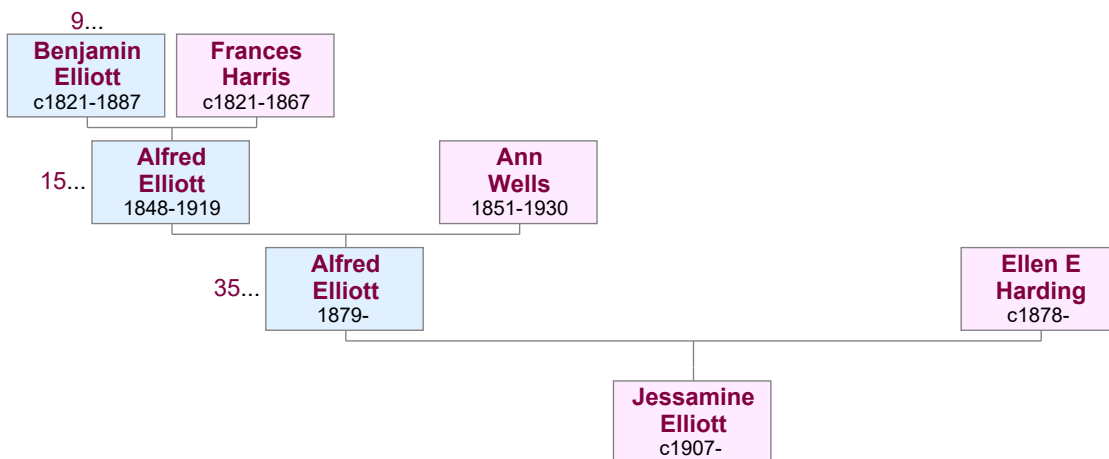 9...
Benjamin
Elliott
c1821-1887
Frances
Harris
c1821-1867
15...
Alfred
Elliott
1848-1919
Ann
Wells
1851-1930
35...
Alfred
Elliott
1879-
Ellen E
Harding
c1878-
Jessamine
Elliott
c1907-